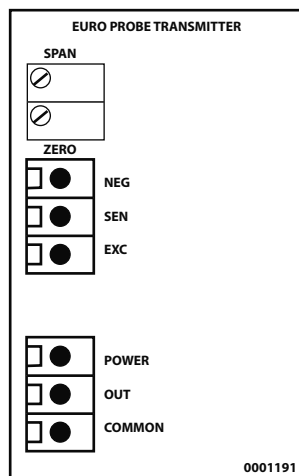 EURO PROBE TRANSMITTER
SPAN
ZERO
NEG
SEN
EXC
POWER
OUT
COMMON
0001191